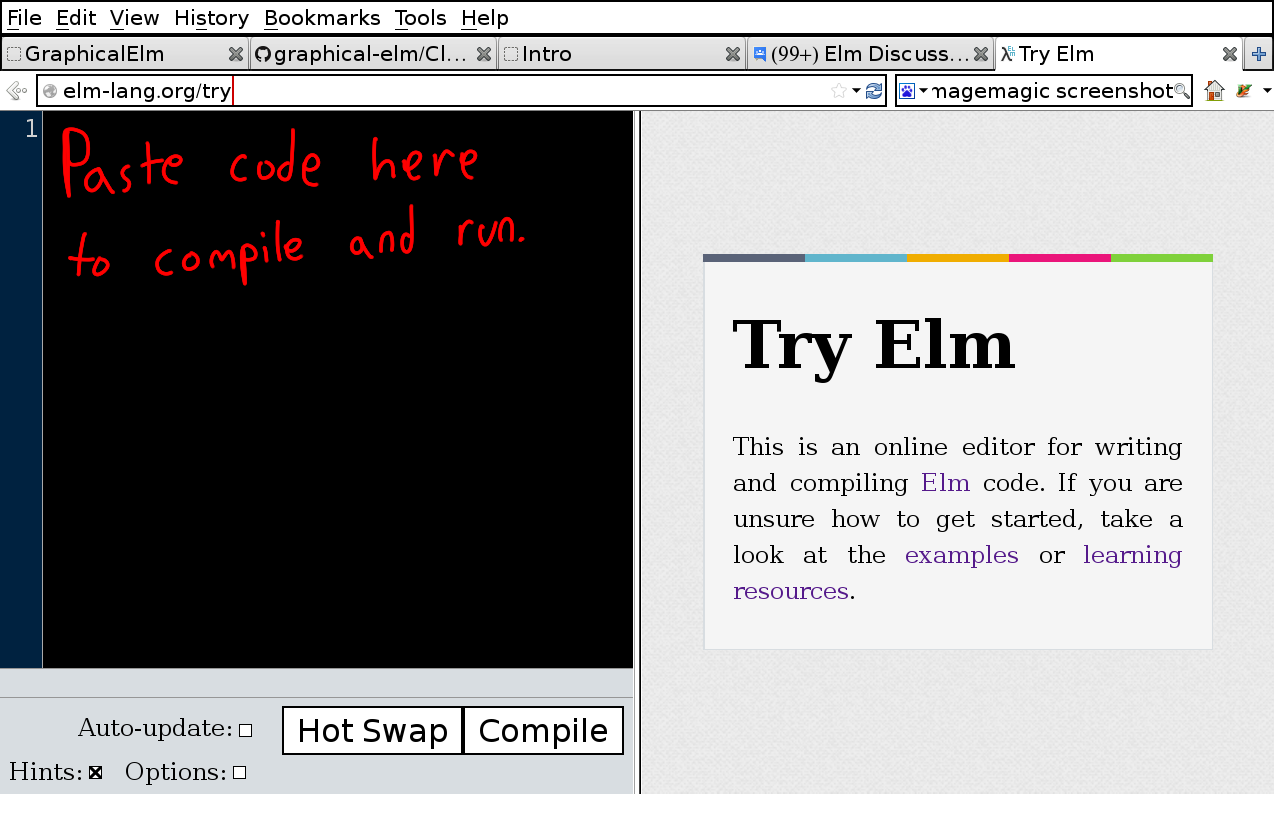 File Edit View History Bookmarks Tools Help
GraphicalElm graphical-elm/Cl... Intro (99+) Elm Discuss... Try Elm
elm-lang.org/try magemagic screenshot
1
Paste code here
to compile and run.
Try Elm
This is an online editor for writing
and compiling Elm code. If you are
unsure how to get started, take a
look at the examples or learning
resources.
Auto-update: Hot Swap Compile
Hints: Options: